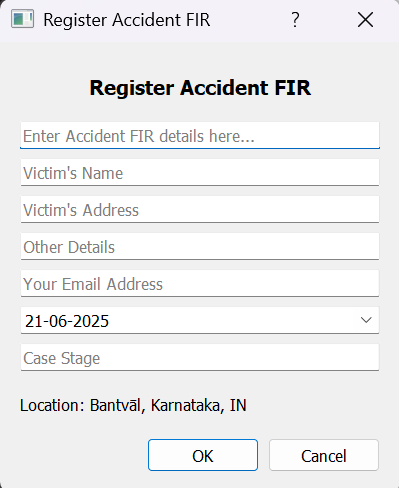 Register Accident FIR
?
Register Accident FIR
Enter Accident FIR details here...
Victim's Name
Victim's Address
Other Details
Your Email Address
21-06-2025
Case Stage
Location: Bantvāl, Karnataka, IN
OK Cancel